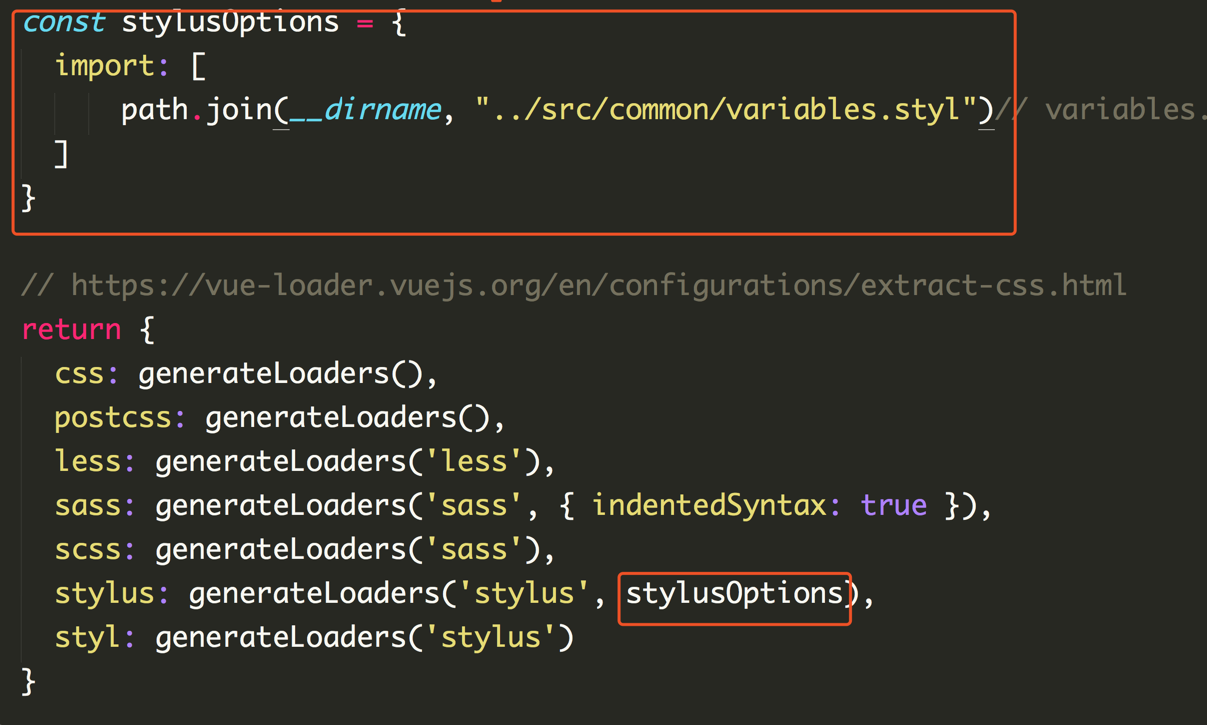 const stylusOptions = {
import: [
path.join(__dirname, "../src/common/variables.styl")// variables.
]
}
// https://vue-loader.vuejs.org/en/configurations/extract-css.html
return {
css: generateLoaders(),
postcss: generateLoaders(),
less: generateLoaders('less'),
sass: generateLoaders('sass', { indentedSyntax: true }),
scss: generateLoaders('sass'),
stylus: generateLoaders('stylus', stylusOptions),
styl: generateLoaders('stylus')
}